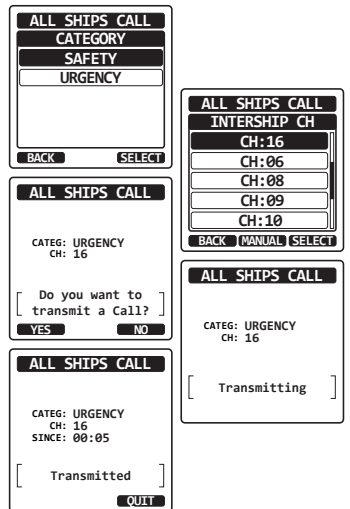 ALL SHIPS CALL
CATEGORY
SAFETY
URGENCY
BACK SELECT
ALL SHIPS CALL
INTERSHIP CH
CH:16
CH:06
CH:08
CH:09
CH:10
BACK MANUAL SELECT
ALL SHIPS CALL
CATEG: URGENCY
CH: 16
Do you want to
transmit a Call?
YES NO
ALL SHIPS CALL
CATEG: URGENCY
CH: 16
Transmitting
ALL SHIPS CALL
CATEG: URGENCY
CH: 16
SINCE: 00:05
Transmitted
QUIT